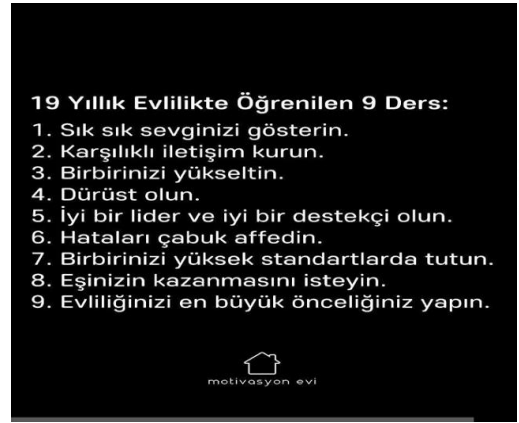 19 Yıllık Evlilikte Öğrenilen 9 Ders:
1. Sık sık sevginizi gösterin.
2. Karşılıklı iletişim kurun.
3. Birbirinizi yükseltin.
4. Dürüst olun.
5. İyi bir lider ve iyi bir destekçi olun.
6. Hataları çabuk affedin.
7. Birbirinizi yüksek standartlarda tutun.
8. Eşinizin kazanmasını isteyin.
9. Evliliğinizi en büyük önceliğiniz yapın.
motivasyon evi